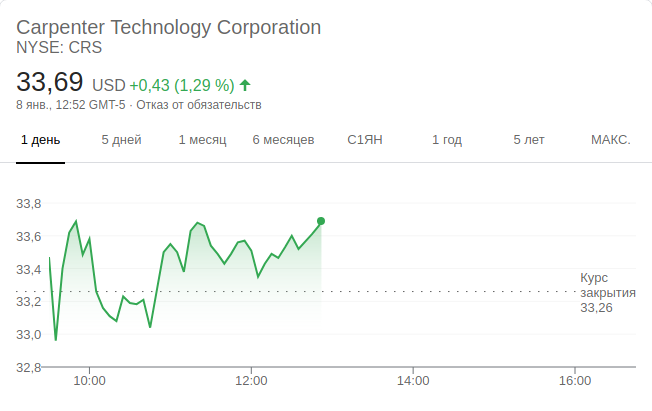 Carpenter Technology Corporation
NYSE: CRS
33,69 USD +0,43 (1,29 %)
8 янв., 12:52 GMT-5 · Отказ от обязательств
1 день 5 дней 1 месяц 6 месяцев С1ЯН 1 год 5 лет МАКС.
33,8
33,6
33,4
33,2
33,0
32,8
Курс
закрытия
33,26
10:00 12:00 14:00 16:00